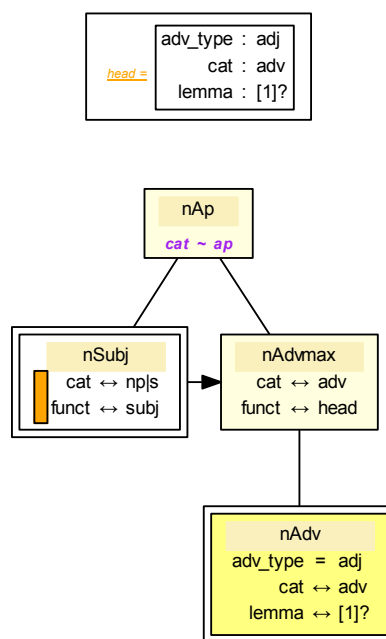 head =
adv_type : adj
cat : adv
lemma : [1]?
nAp
cat ~ ap
nSubj
cat ↔ np|s
funct ↔ subj
nAdvmax
cat ↔ adv
funct ↔ head
nAdv
adv_type = adj
cat ↔ adv
lemma ↔ [1]?